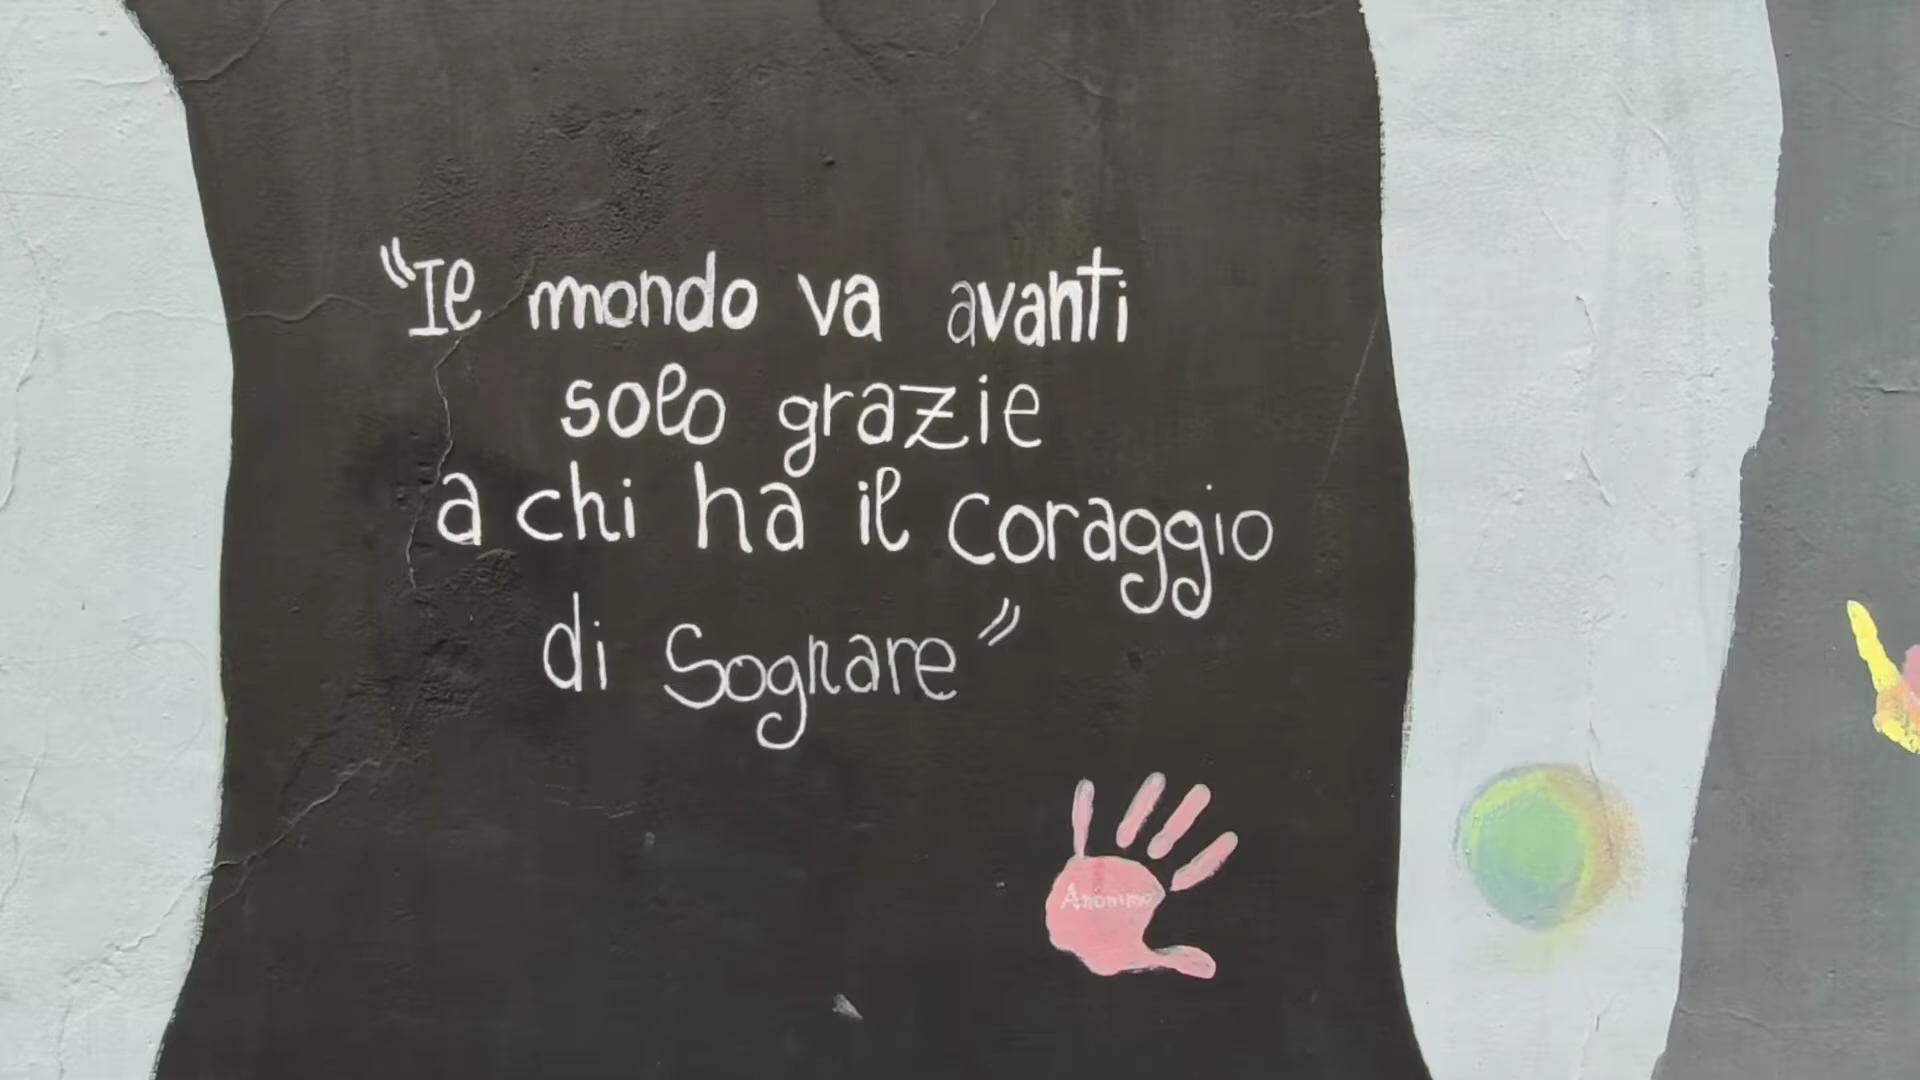 "Il mondo va avanti
solo grazie
a chi ha il coraggio
di Sognare"
Anonimo